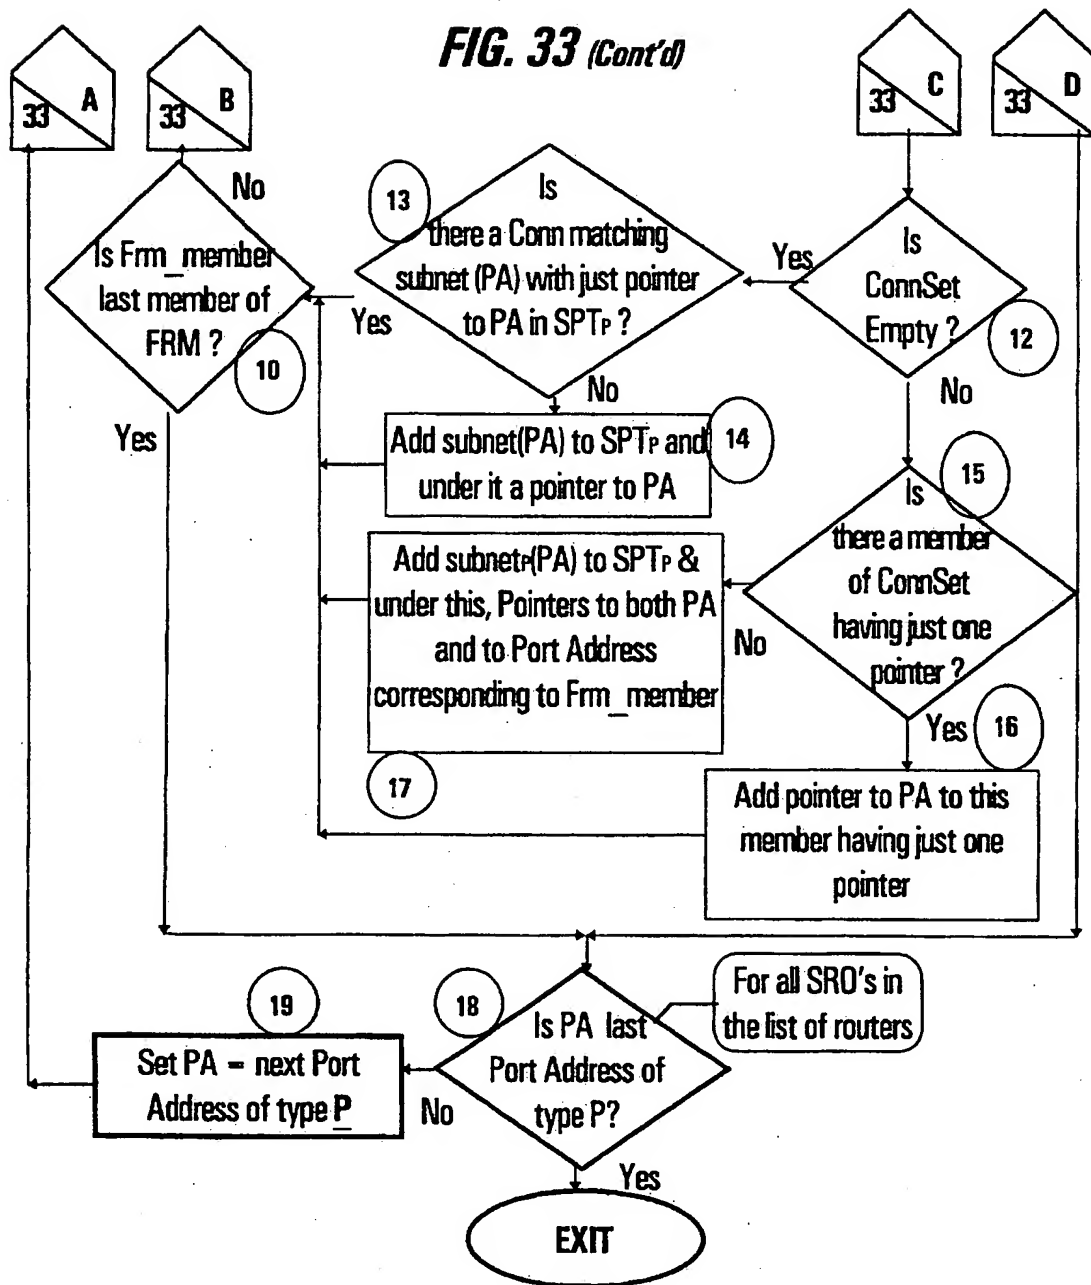 FIG. 33 (Cont'd)
33 A
33 B
33 C
33 D
No
Is Frm_member
last member of
FRM ?
10
Yes
13
Is
there a Conn matching
subnet (PA) with just pointer
to PA in SPTP ?
Yes
No
Yes
Is
ConnSet
Empty ?
12
No
Add subnet(PA) to SPTP and
under it a pointer to PA
14
15
Is
there a member
of ConnSet
having just one
pointer ?
No
Yes
Add subnetP(PA) to SPTP &
under this, Pointers to both PA
and to Port Address
corresponding to Frm_member
17
16
Add pointer to PA to this
member having just one
pointer
18
Is PA last
Port Address of
type P?
For all SRO's in
the list of routers
19
Set PA = next Port
Address of type P
No
Yes
EXIT